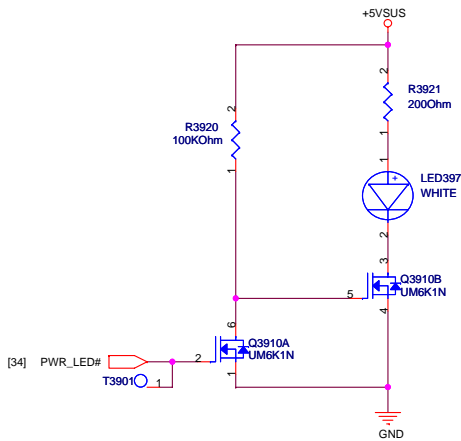 +5VSUS
2
R3921
200Ohm
2
R3920
100KOhm
1
1
1
+
LED397
WHITE
2
3
Q3910B
UM6K1N
5
4
6
Q3910A
UM6K1N
[34] PWR_LED#
2
T3901
1
1
GND